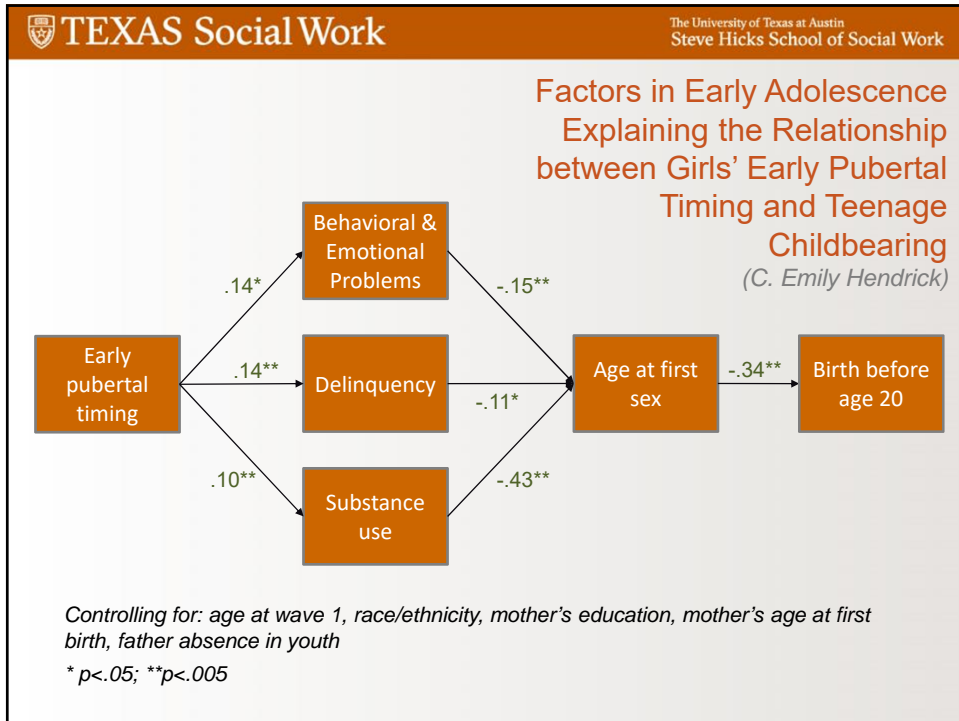 TEXAS Social Work
The University of Texas at Austin
Steve Hicks School of Social Work
Factors in Early Adolescence
Explaining the Relationship
between Girls' Early Pubertal
Timing and Teenage
Childbearing
(C. Emily Hendrick)
Behavioral &
Emotional
Problems
.14*
-.15**
Early
pubertal
timing
.14**
Delinquency
-.11*
Age at first
sex
-.34**
Birth before
age 20
.10**
-.43**
Substance
use
Controlling for: age at wave 1, race/ethnicity, mother's education, mother's age at first
birth, father absence in youth
* p<.05; **p<.005